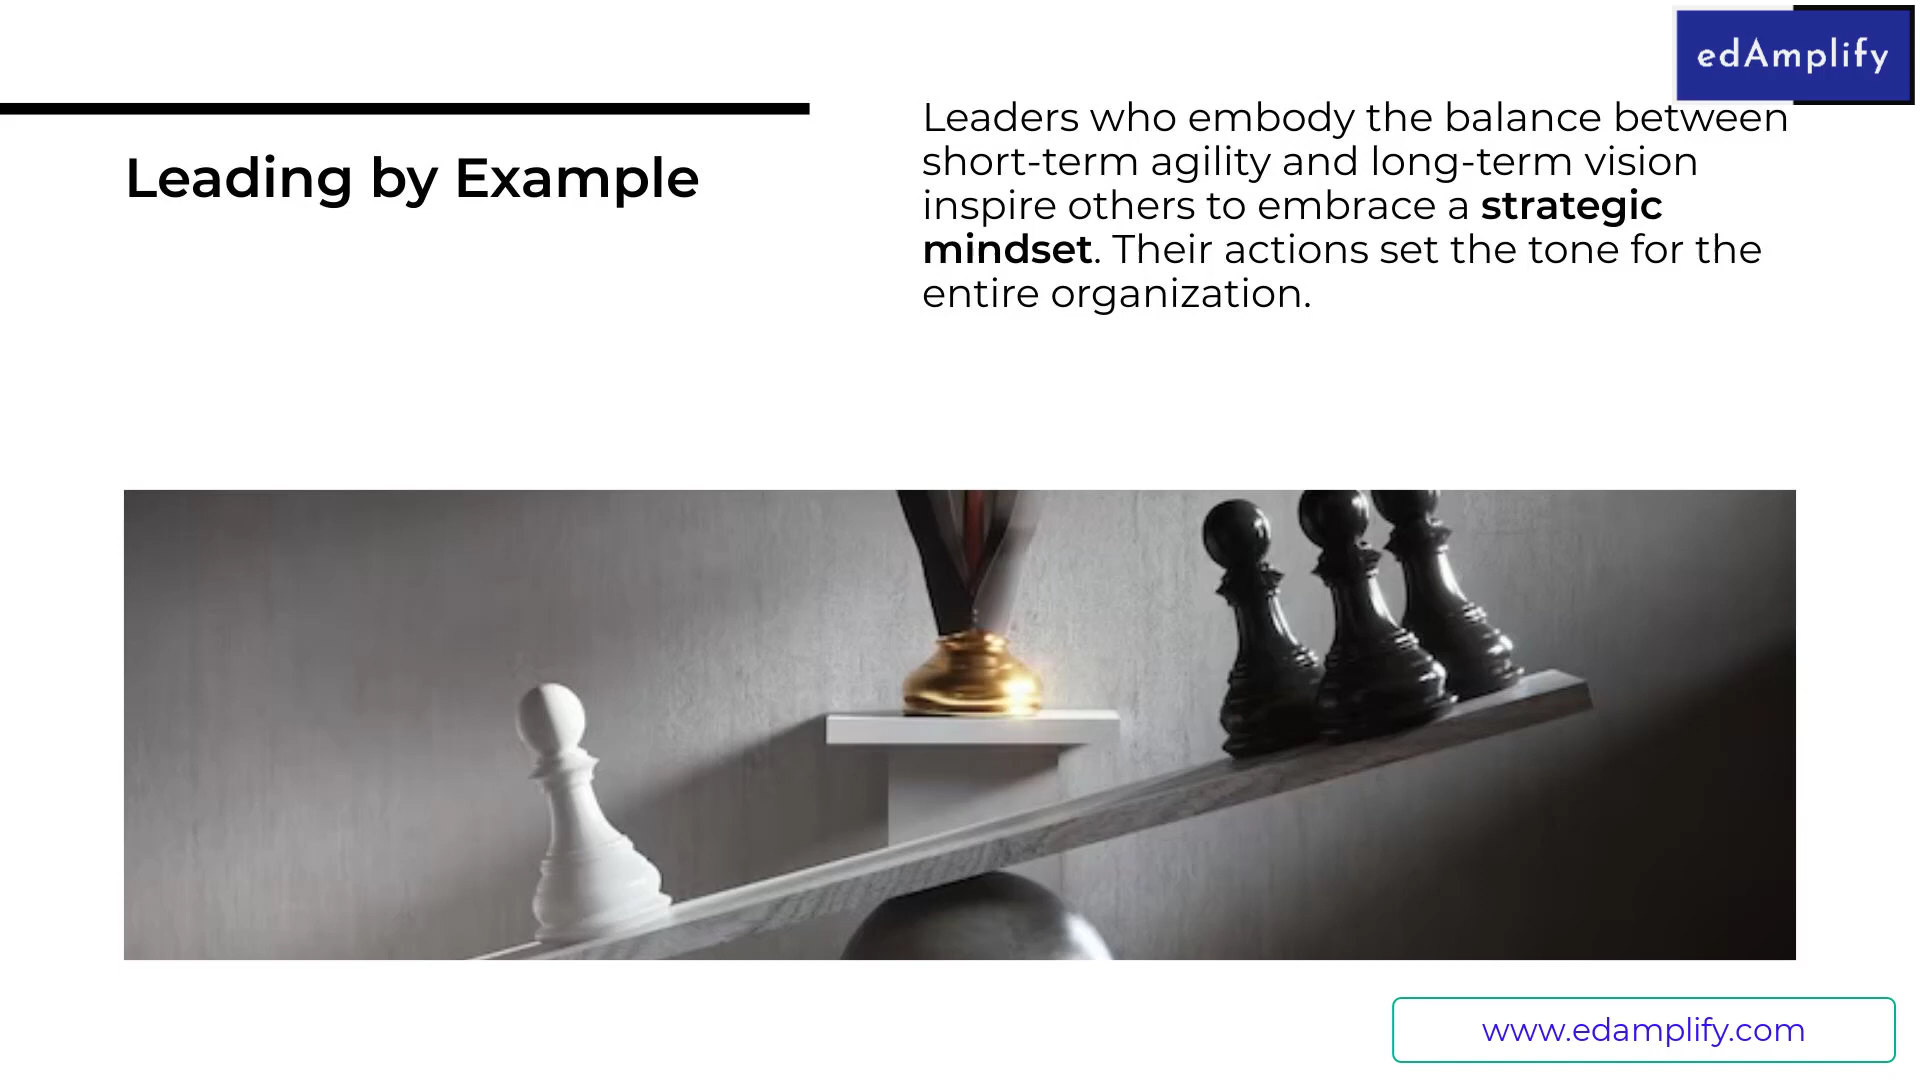 edAmplify
Leading by Example
Leaders who embody the balance between
short-term agility and long-term vision
inspire others to embrace a strategic
mindset. Their actions set the tone for the
entire organization.
www.edamplify.com